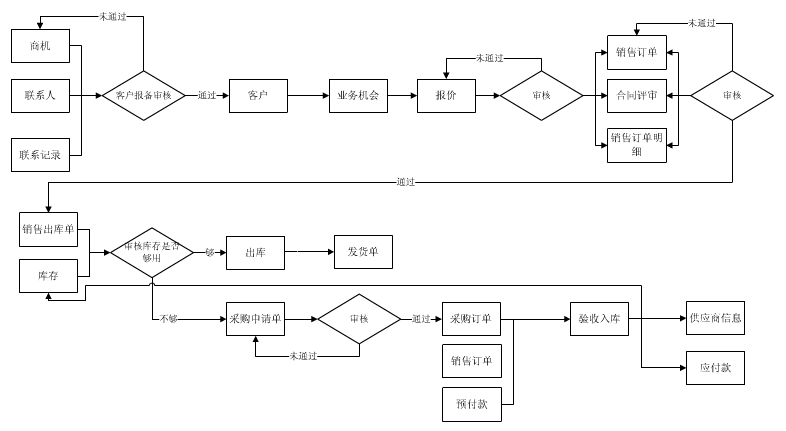 未通过
未通过
商机
销售订单
未通过
联系人
客户报备审核
通过
客户
业务机会
报价
审核
合同评审
审核
联系记录
销售订单明
细
通过
销售出库单
审核库存是否
够用
够
出库
发货单
库存
不够
采购申请单
审核
通过
采购订单
验收入库
供应商信息
未通过
销售订单
应付款
预付款